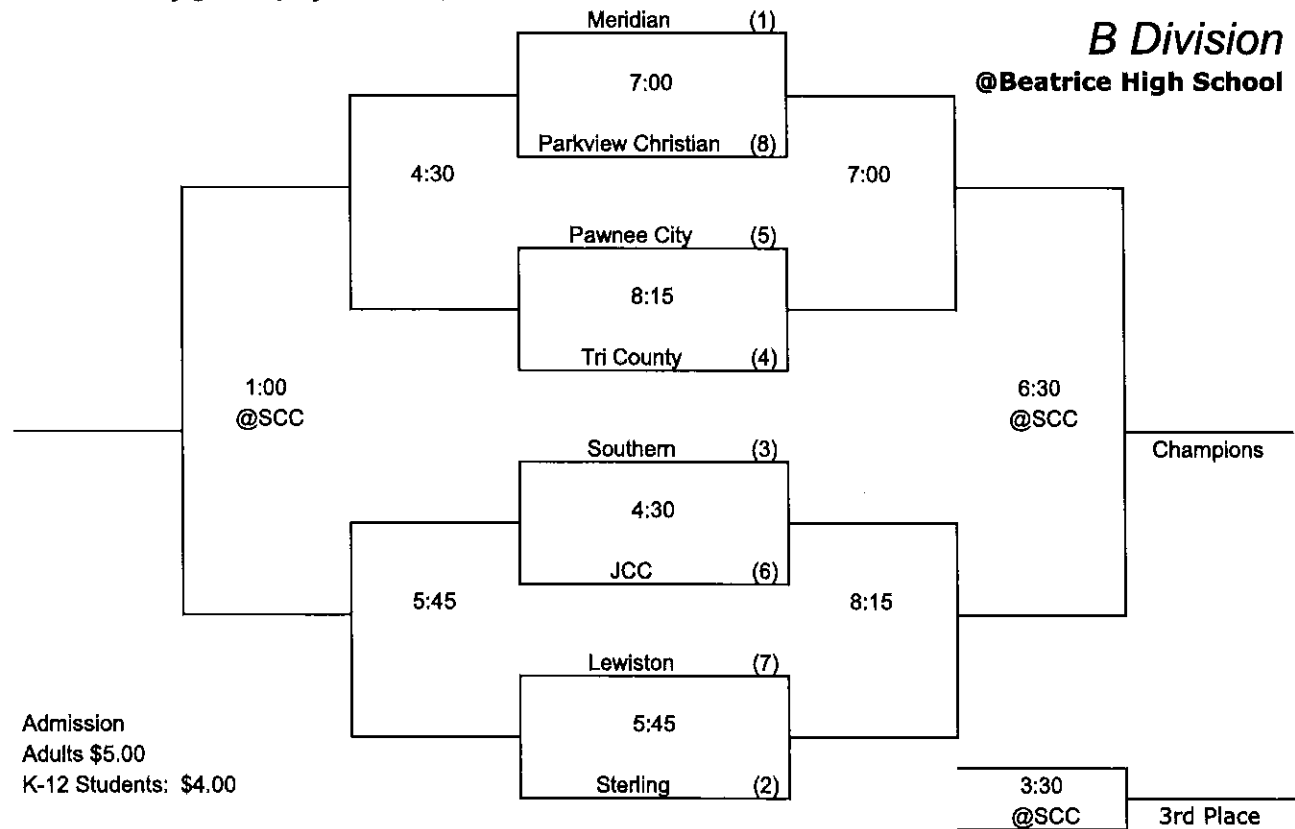 B Division
@Beatrice High School
Meridian (1)
7:00
Parkview Christian (8)
4:30
7:00
Pawnee City (5)
8:15
Tri County (4)
1:00
@SCC
6:30
@SCC
Champions
Southern (3)
4:30
JCC (6)
5:45
8:15
Lewiston (7)
5:45
Sterling (2)
Admission
Adults $5.00
K-12 Students: $4.00
3:30
@SCC
3rd Place